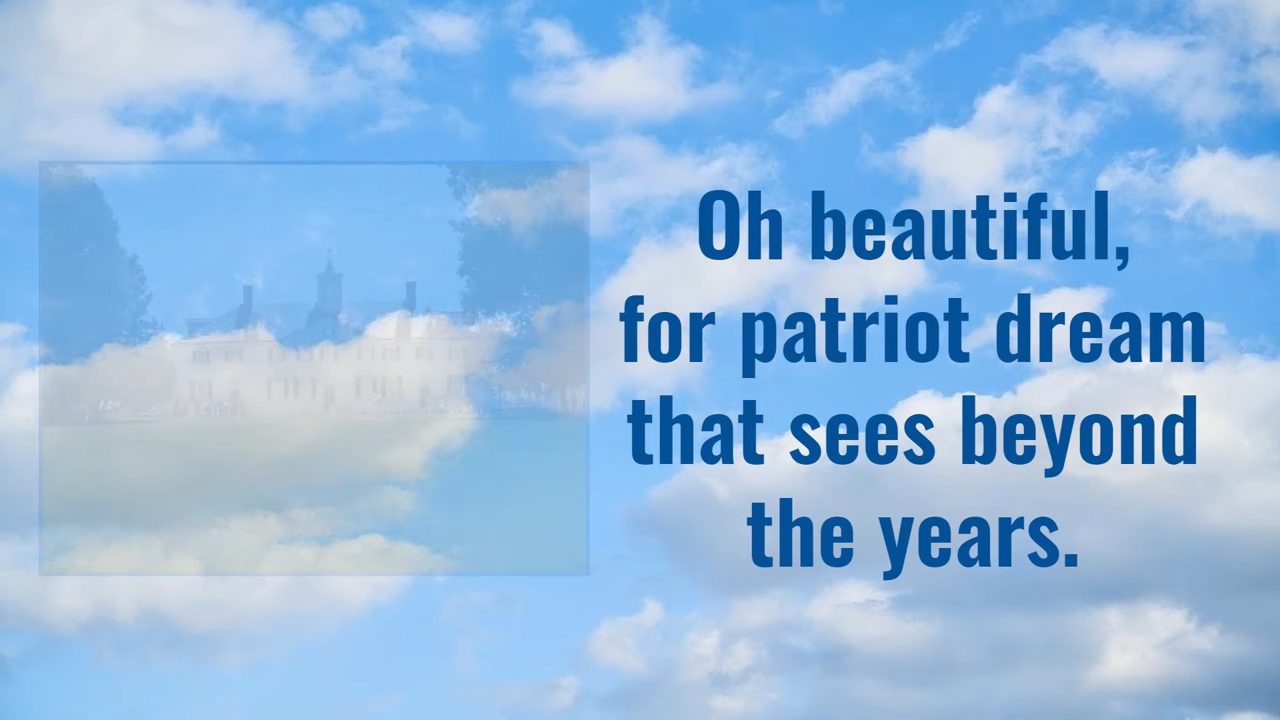 Oh beautiful,
for patriot dream
that sees beyond
the years.